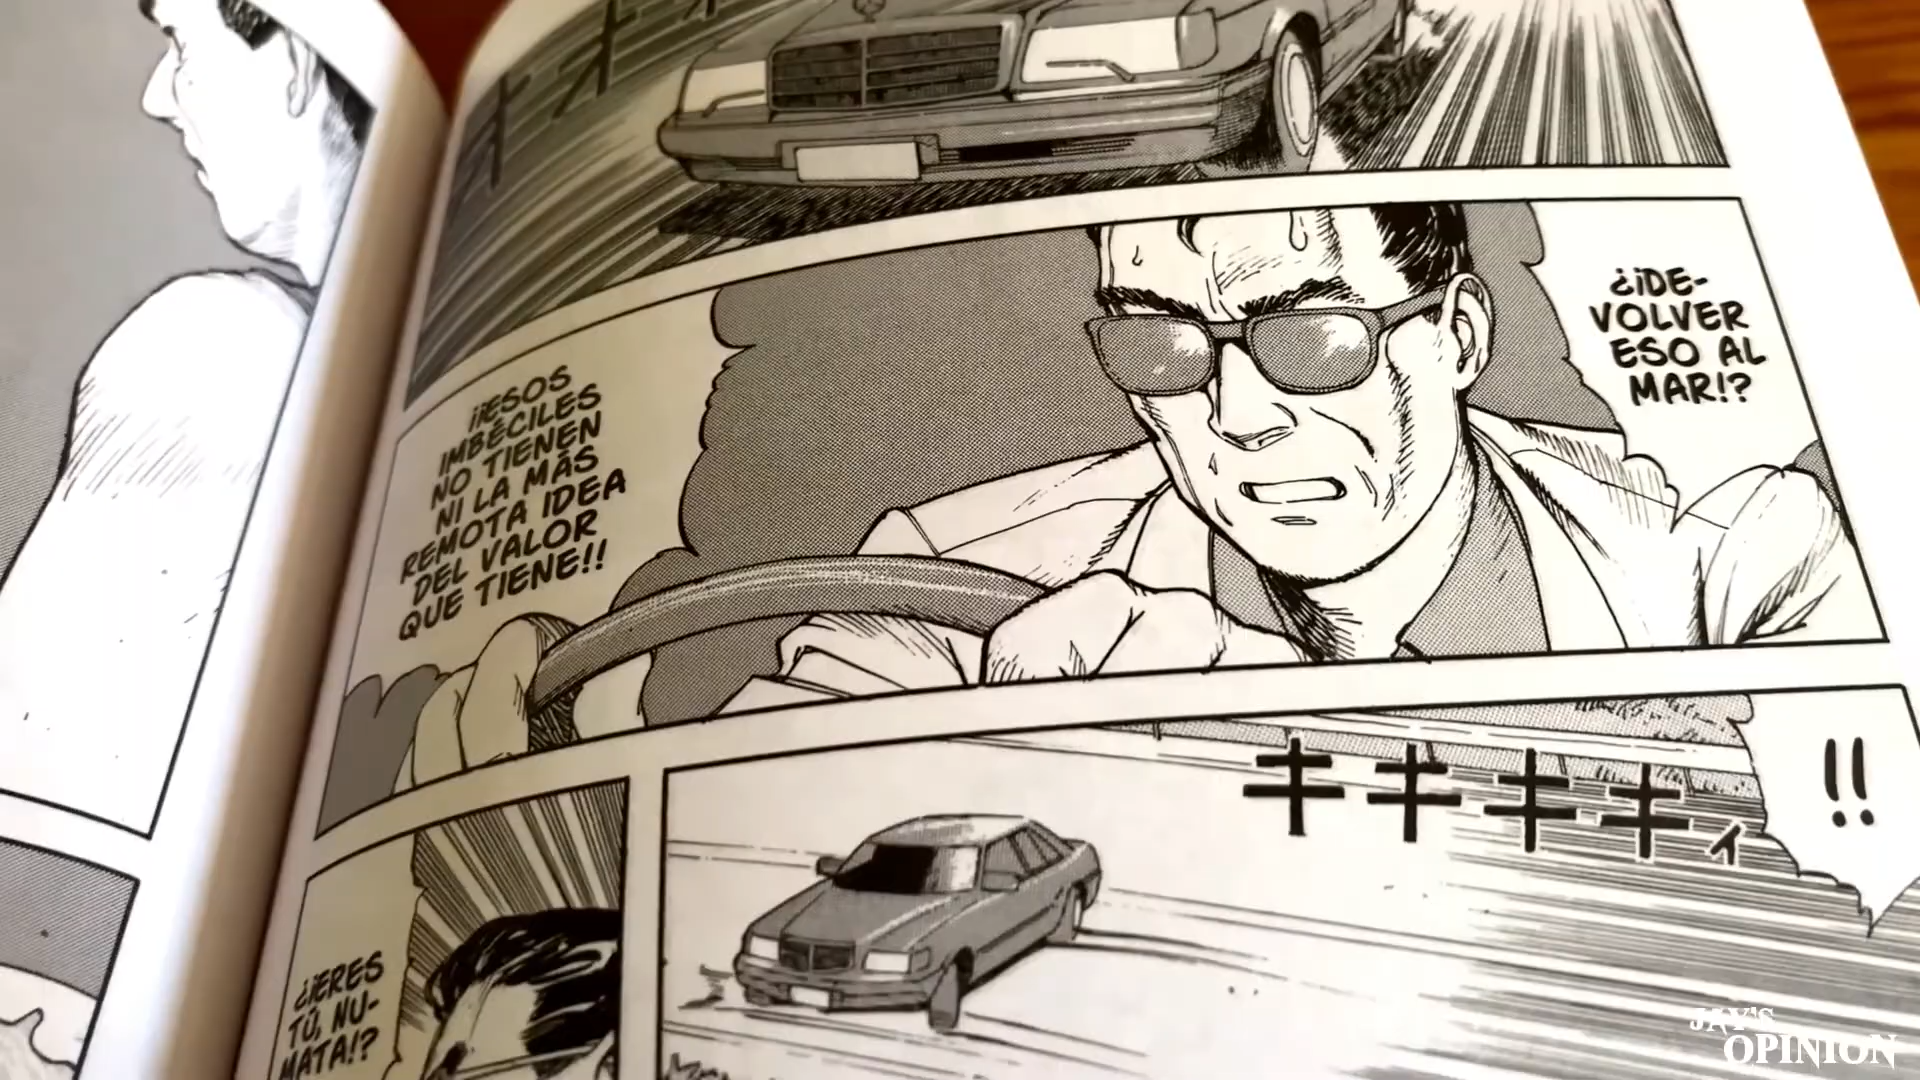 ¿¡DE-
VOLVER
ESO AL
MAR!?
¡¡ESOS
IMBÉCILES
NO TIENEN
NI LA MÁS
REMOTA IDEA
DEL VALOR
QUE TIENE!!
!!
キキキキィ
¿¡ERES
TÚ, NU-
MATA!?
JAY'S
OPINION